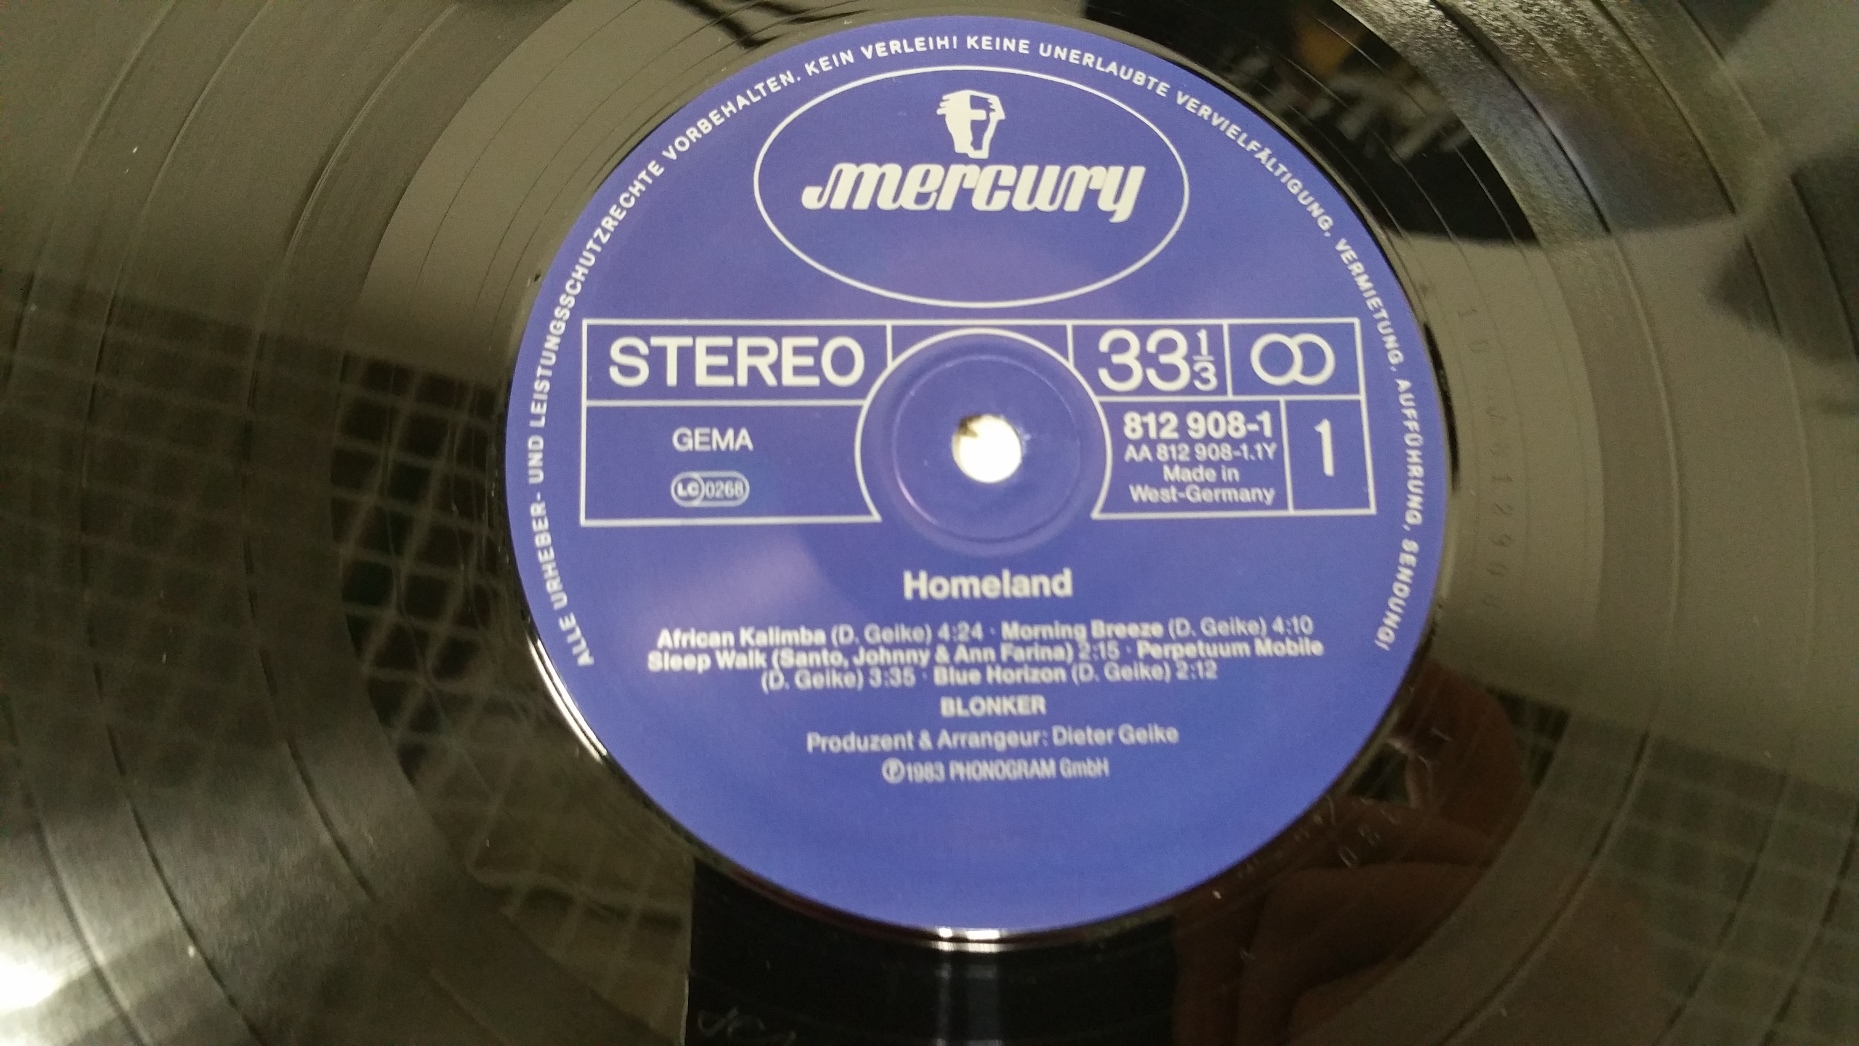 ALLE URHEBER- UND LEISTUNGSSCHUTZRECHTE VORBEHALTEN. KEIN VERLEIH! KEINE UNERLAUBTE VERVIELFÄLTIGUNG, VERMIETUNG, AUFFÜHRUNG, SENDUNG!
mercury
STEREO
33 1/3
GEMA
LC 0268
812 908-1
AA 812 908-1.1Y
Made in
West-Germany
1
Homeland
African Kalimba (D. Geike) 4:24 · Morning Breeze (D. Geike) 4:10
Sleep Walk (Santo, Johnny & Ann Farina) 2:15 · Perpetuum Mobile
(D. Geike) 3:35 · Blue Horizon (D. Geike) 2:12
BLONKER
Produzent & Arrangeur: Dieter Geike
℗ 1983 PHONOGRAM GmbH